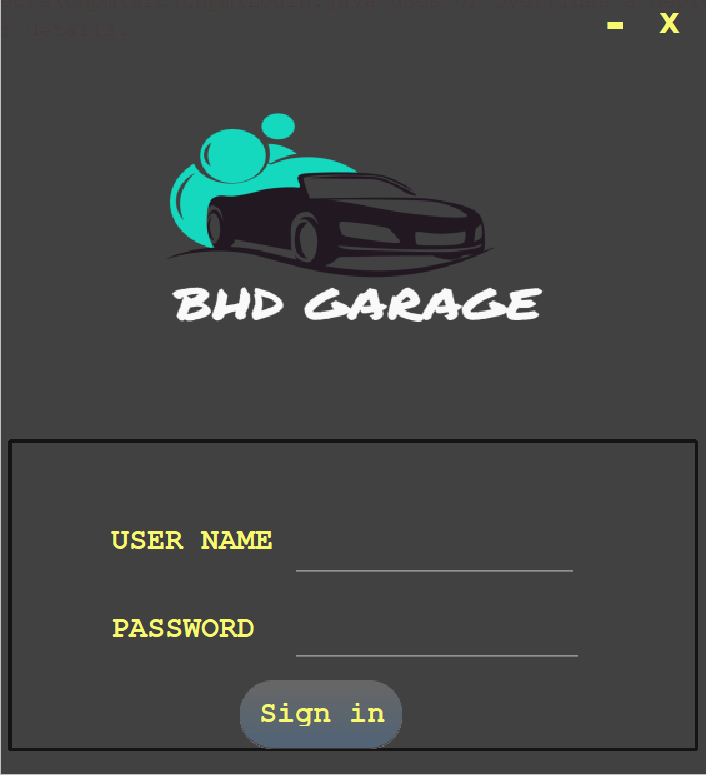 - X
BHD GARAGE
USER NAME
PASSWORD
Sign in